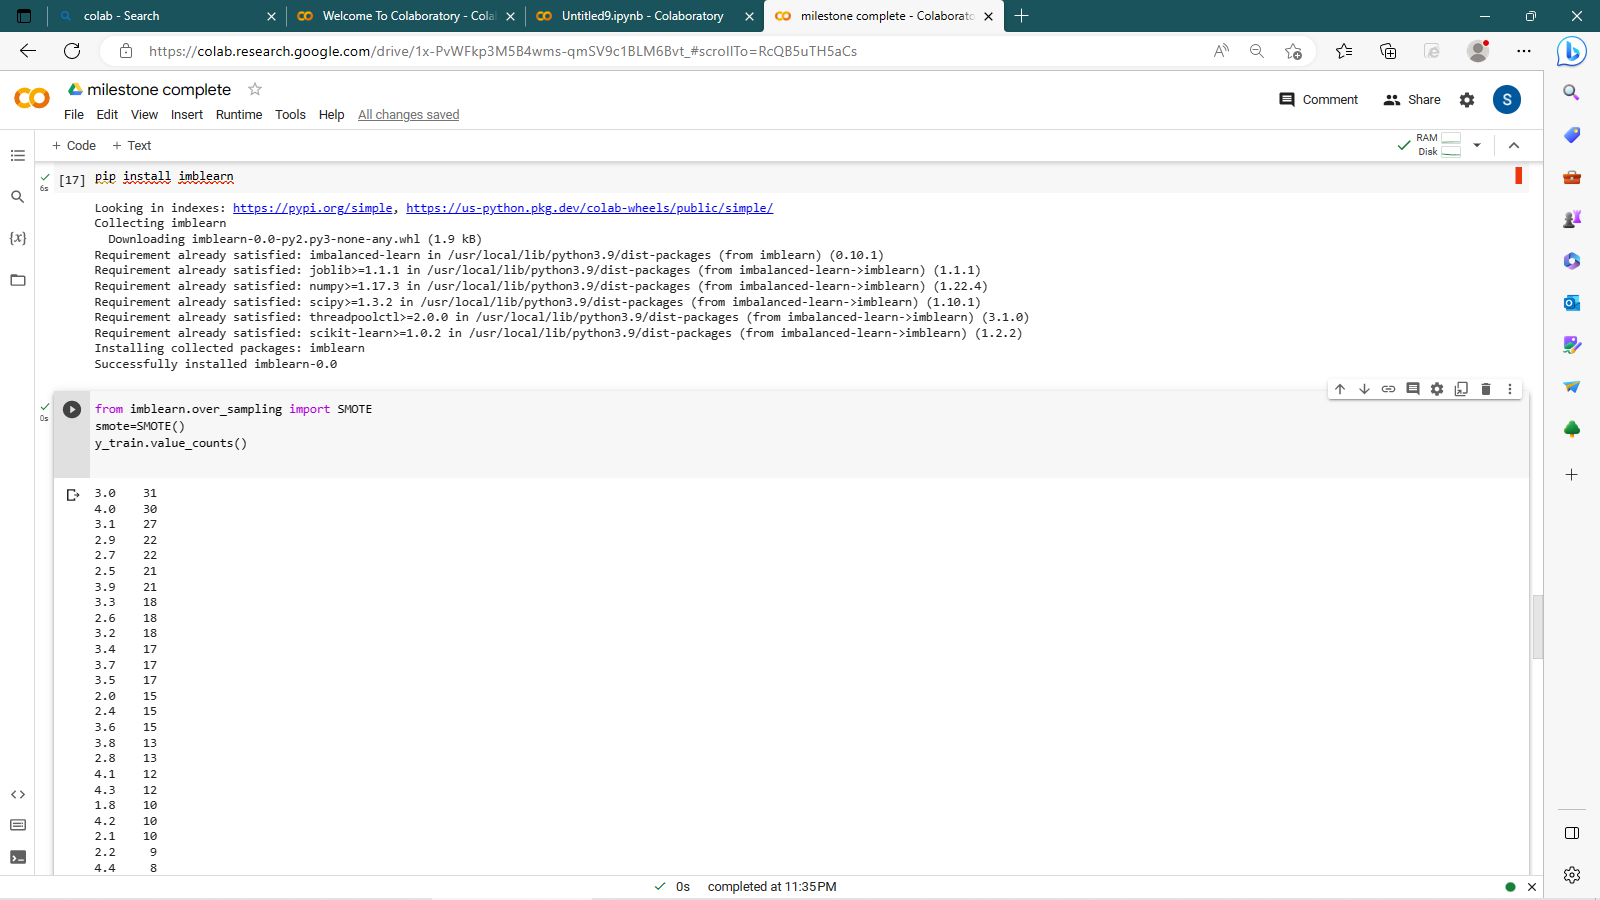 colab - Search
Welcome To Colaboratory - Cola
Untitled9.ipynb - Colaboratory
milestone complete - Colaborato
https://colab.research.google.com/drive/1x-PvWFkp3M5B4wms-qmSV9c1BLM6Bvt_#scrollTo=RcQB5uTH5aCs
milestone complete
Comment
Share
S
File Edit View Insert Runtime Tools Help All changes saved
+ Code + Text
RAM
Disk
6s
[17] pip install imblearn
Looking in indexes: https://pypi.org/simple, https://us-python.pkg.dev/colab-wheels/public/simple/
Collecting imblearn
Downloading imblearn-0.0-py2.py3-none-any.whl (1.9 kB)
Requirement already satisfied: imbalanced-learn in /usr/local/lib/python3.9/dist-packages (from imblearn) (0.10.1)
Requirement already satisfied: joblib>=1.1.1 in /usr/local/lib/python3.9/dist-packages (from imbalanced-learn->imblearn) (1.1.1)
Requirement already satisfied: numpy>=1.17.3 in /usr/local/lib/python3.9/dist-packages (from imbalanced-learn->imblearn) (1.22.4)
Requirement already satisfied: scipy>=1.3.2 in /usr/local/lib/python3.9/dist-packages (from imbalanced-learn->imblearn) (1.10.1)
Requirement already satisfied: threadpoolctl>=2.0.0 in /usr/local/lib/python3.9/dist-packages (from imbalanced-learn->imblearn) (3.1.0)
Requirement already satisfied: scikit-learn>=1.0.2 in /usr/local/lib/python3.9/dist-packages (from imbalanced-learn->imblearn) (1.2.2)
Installing collected packages: imblearn
Successfully installed imblearn-0.0
0s
from imblearn.over_sampling import SMOTE
smote=SMOTE()
y_train.value_counts()
3.0 31
4.0 30
3.1 27
2.9 22
2.7 22
2.5 21
3.9 21
3.3 18
2.6 18
3.2 18
3.4 17
3.7 17
3.5 17
2.0 15
2.4 15
3.6 15
3.8 13
2.8 13
4.1 12
4.3 12
1.8 10
4.2 10
2.1 10
2.2 9
4.4 8
0s completed at 11:35 PM